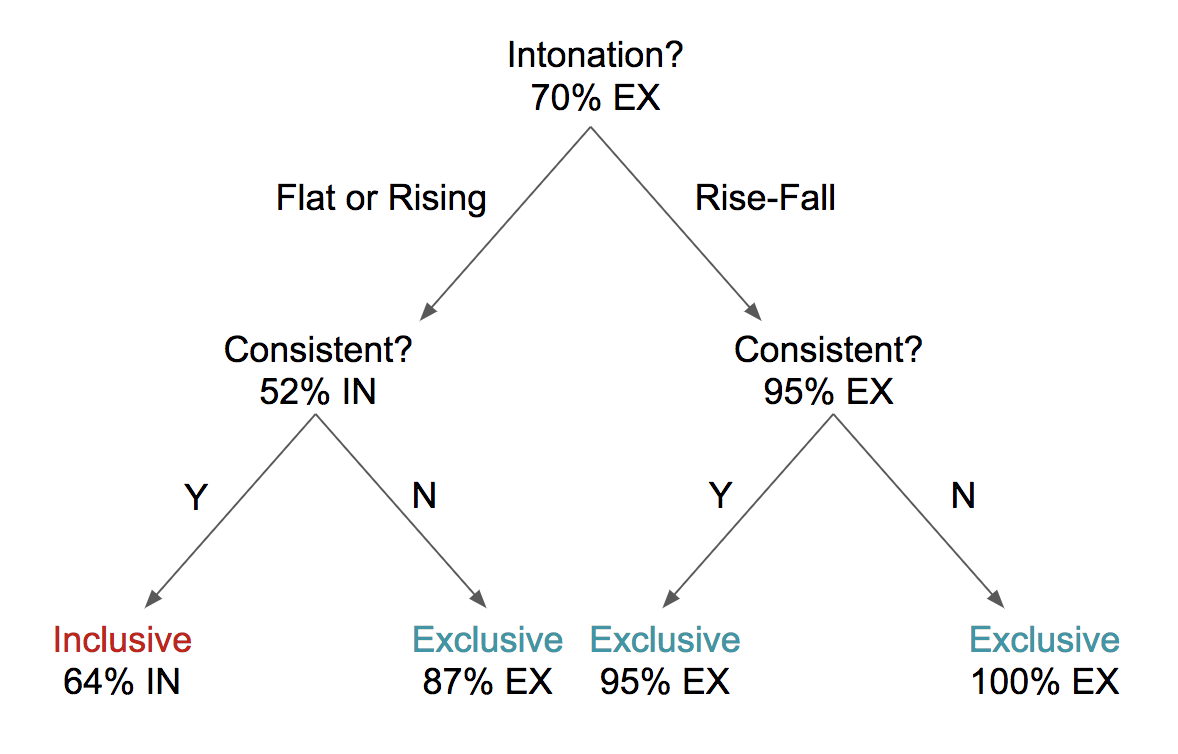 Intonation?
70% EX
Flat or Rising
Rise-Fall
Consistent?
52% IN
Consistent?
95% EX
Y
N
Y
N
Inclusive
64% IN
Exclusive
87% EX
Exclusive
95% EX
Exclusive
100% EX